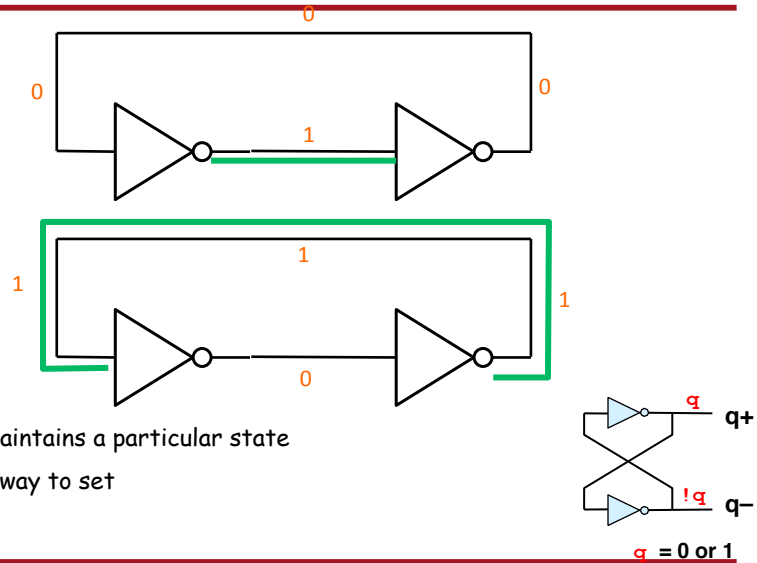 0
0
0
1
1
1
1
0
aintains a particular state
way to set
q
q+
!q
q–
q = 0 or 1